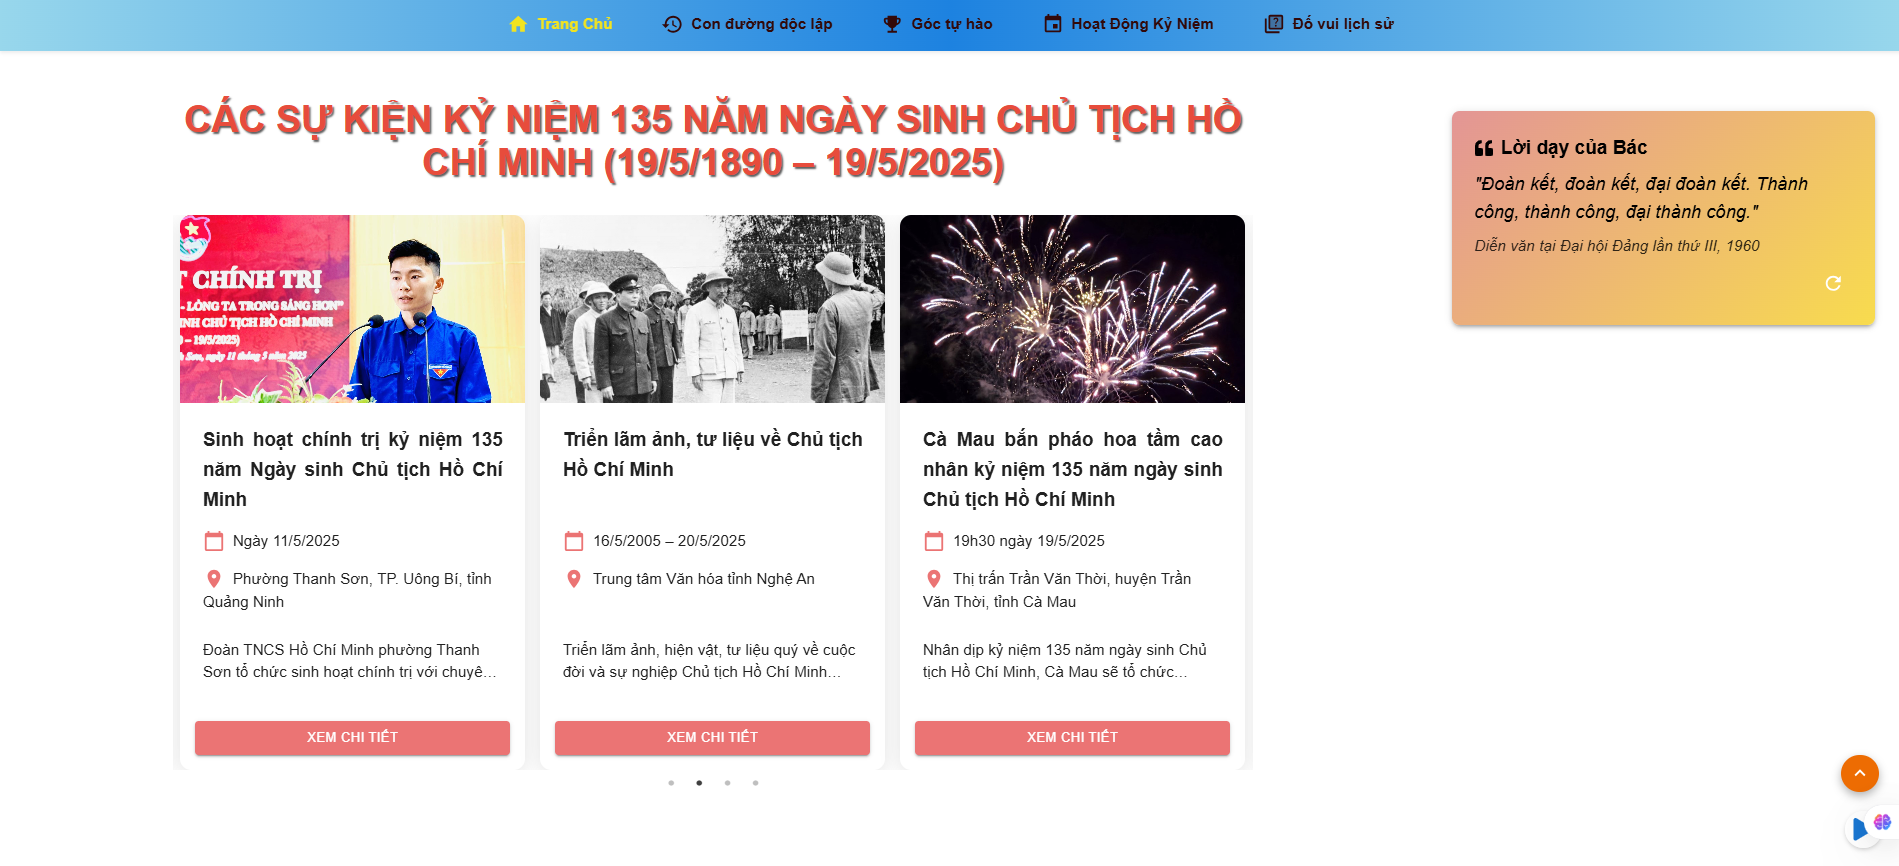 Trang Chủ
Con đường độc lập
Góc tự hào
Hoạt Động Kỷ Niệm
Đố vui lịch sử
CÁC SỰ KIỆN KỶ NIỆM 135 NĂM NGÀY SINH CHỦ TỊCH HỒ
CHÍ MINH (19/5/1890 – 19/5/2025)
T CHÍNH TRỊ
- LÒNG TA TRONG SÁNG HƠN"
INH CHỦ TỊCH HỒ CHÍ MINH
– 19/5/2025)
Sơn, ngày 11 tháng 5 năm 2025
Sinh hoạt chính trị kỷ niệm 135
năm Ngày sinh Chủ tịch Hồ Chí
Minh
Ngày 11/5/2025
Phường Thanh Sơn, TP. Uông Bí, tỉnh
Quảng Ninh
Đoàn TNCS Hồ Chí Minh phường Thanh
Sơn tổ chức sinh hoạt chính trị với chuyê...
XEM CHI TIẾT
Triển lãm ảnh, tư liệu về Chủ tịch
Hồ Chí Minh
16/5/2005 – 20/5/2025
Trung tâm Văn hóa tỉnh Nghệ An
Triển lãm ảnh, hiện vật, tư liệu quý về cuộc
đời và sự nghiệp Chủ tịch Hồ Chí Minh...
XEM CHI TIẾT
Cà Mau bắn pháo hoa tầm cao
nhân kỷ niệm 135 năm ngày sinh
Chủ tịch Hồ Chí Minh
19h30 ngày 19/5/2025
Thị trấn Trần Văn Thời, huyện Trần
Văn Thời, tỉnh Cà Mau
Nhân dịp kỷ niệm 135 năm ngày sinh Chủ
tịch Hồ Chí Minh, Cà Mau sẽ tổ chức...
XEM CHI TIẾT
Lời dạy của Bác
"Đoàn kết, đoàn kết, đại đoàn kết. Thành
công, thành công, đại thành công."
Diễn văn tại Đại hội Đảng lần thứ III, 1960